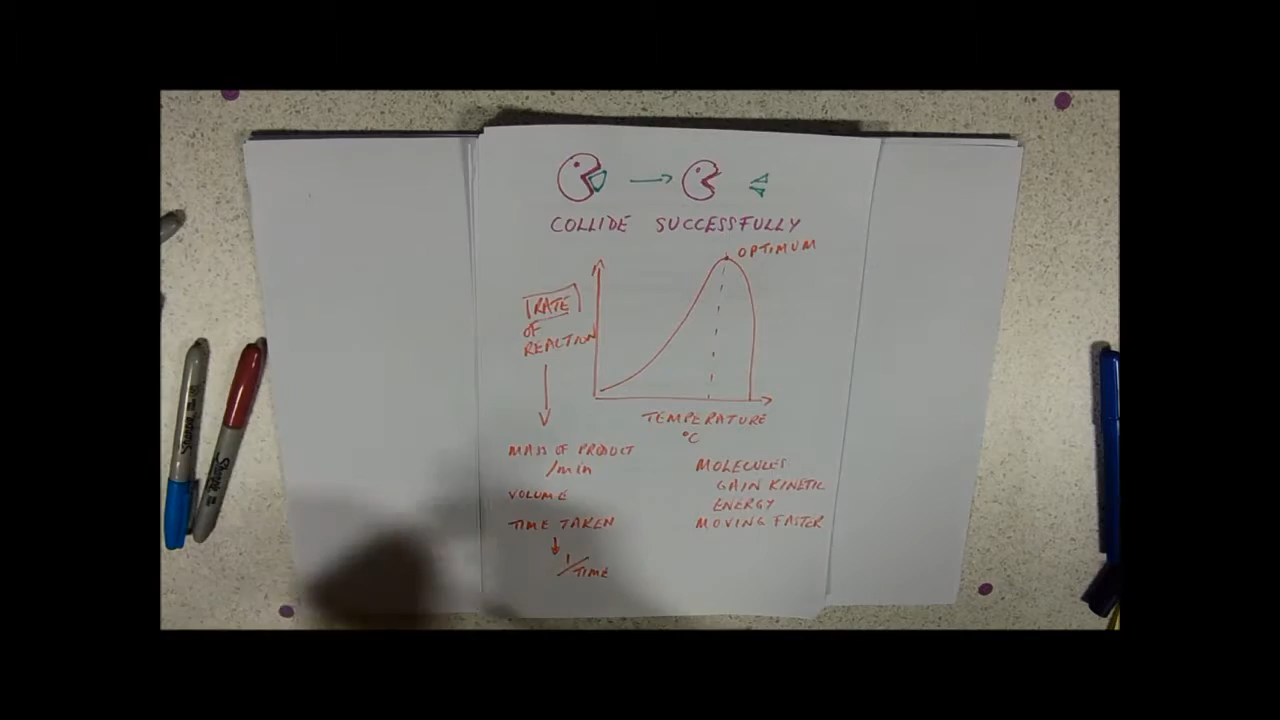 COLLIDE SUCCESSFULLY
OPTIMUM
RATE
OF
REACTION
TEMPERATURE
°C
MASS OF PRODUCT
/min
VOLUME
TIME TAKEN
1/TIME
MOLECULES
GAIN KINETIC
ENERGY
MOVING FASTER
Sharpie